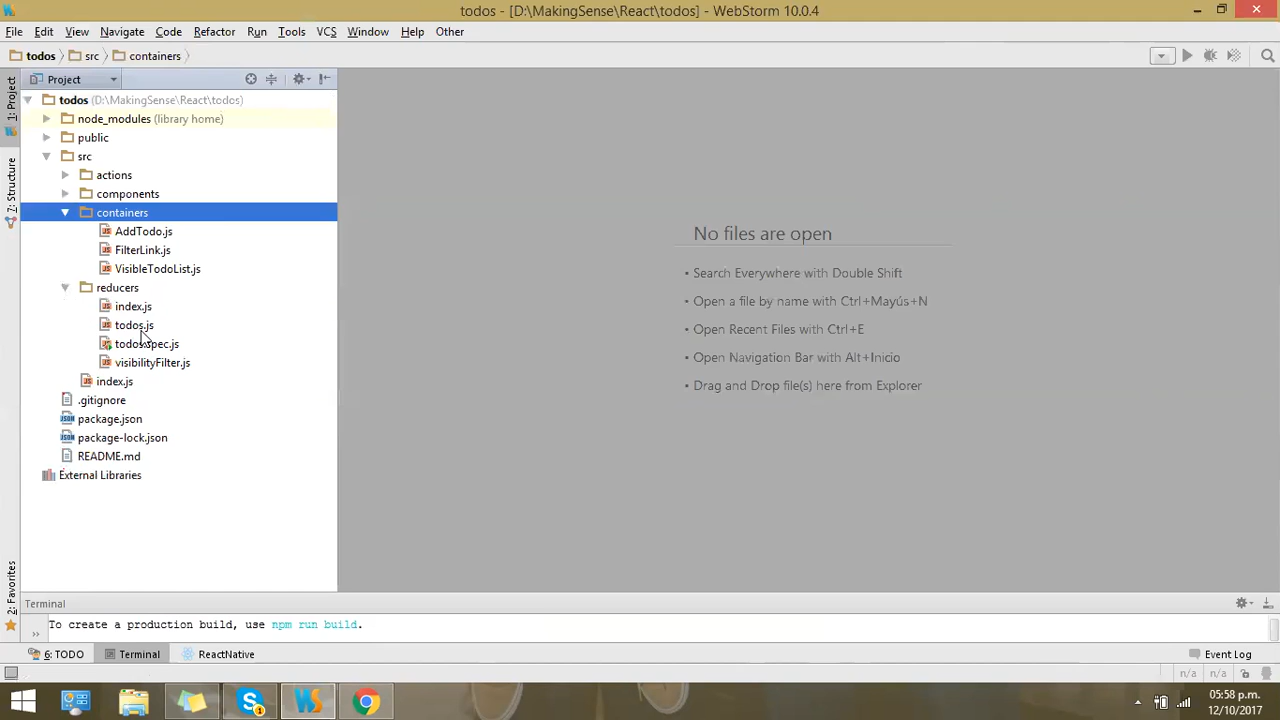 todos - [D:\MakingSense\React\todos] - WebStorm 10.0.4
File Edit View Navigate Code Refactor Run Tools VCS Window Help Other
todos src containers
1: Project
Project
todos (D:\MakingSense\React\todos)
node_modules (library home)
public
src
actions
components
containers
AddTodo.js
FilterLink.js
VisibleTodoList.js
reducers
index.js
todos.js
todos.spec.js
visibilityFilter.js
index.js
.gitignore
package.json
package-lock.json
README.md
External Libraries
7: Structure
2: Favorites
No files are open
• Search Everywhere with Double Shift
• Open a file by name with Ctrl+Mayús+N
• Open Recent Files with Ctrl+E
• Open Navigation Bar with Alt+Inicio
• Drag and Drop file(s) here from Explorer
Terminal
To create a production build, use npm run build.
6: TODO Terminal ReactNative Event Log
n/a n/a
05:58 p.m.
12/10/2017